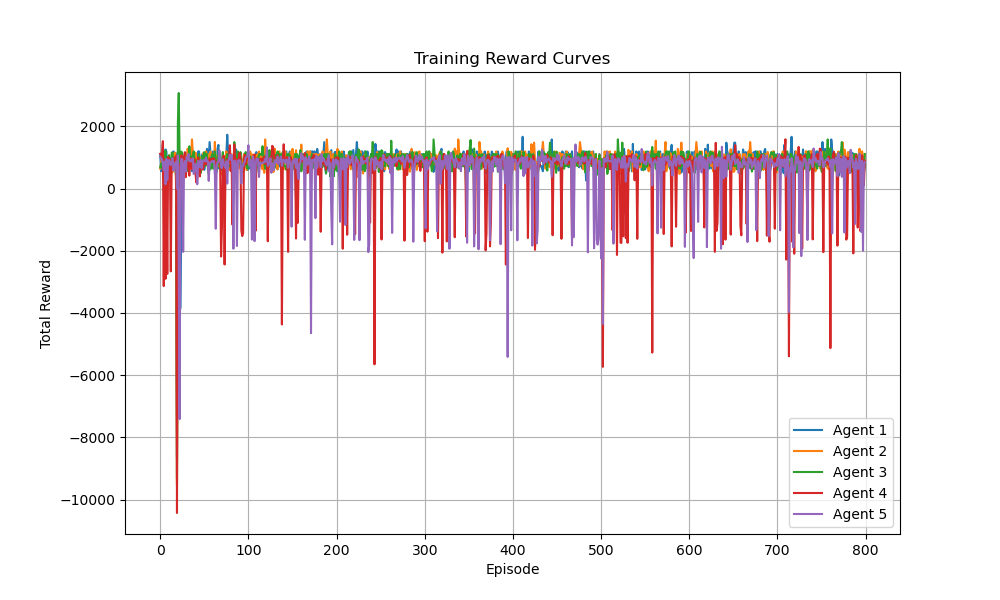 Training Reward Curves
Total Reward
2000
0
−2000
−4000
−6000
−8000
−10000
0 100 200 300 400 500 600 700 800
Episode
Agent 1
Agent 2
Agent 3
Agent 4
Agent 5